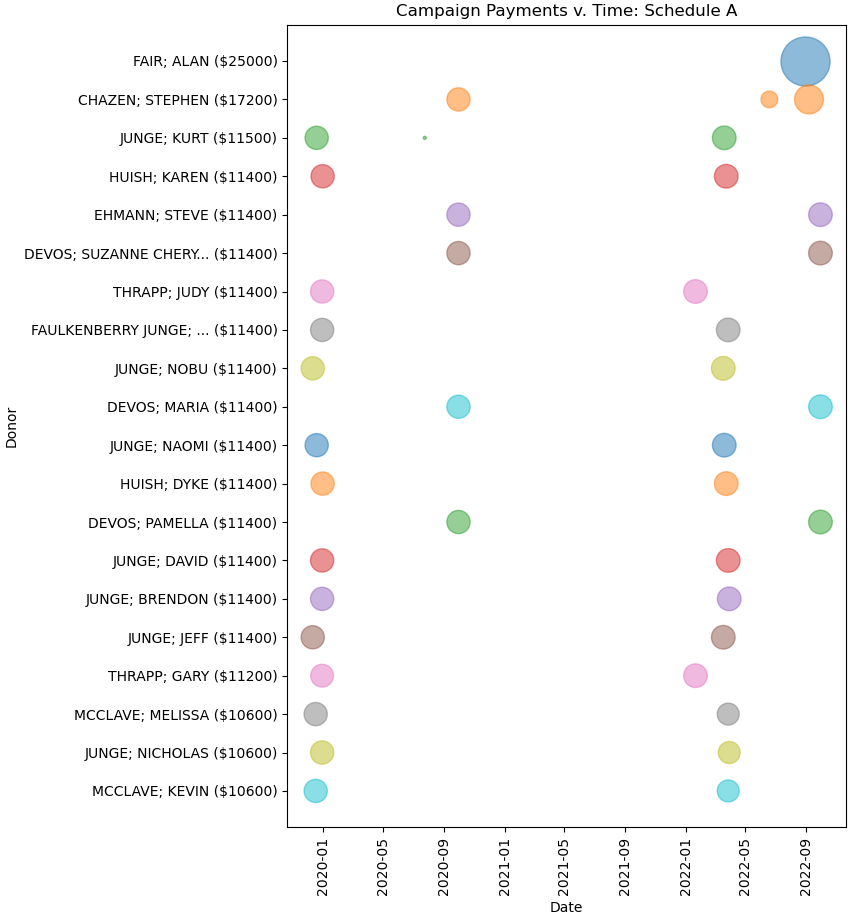 Campaign Payments v. Time: Schedule A
FAIR; ALAN ($25000)
CHAZEN; STEPHEN ($17200)
JUNGE; KURT ($11500)
HUISH; KAREN ($11400)
EHMANN; STEVE ($11400)
DEVOS; SUZANNE CHERY... ($11400)
THRAPP; JUDY ($11400)
FAULKENBERRY JUNGE; ... ($11400)
JUNGE; NOBU ($11400)
DEVOS; MARIA ($11400)
JUNGE; NAOMI ($11400)
HUISH; DYKE ($11400)
DEVOS; PAMELLA ($11400)
JUNGE; DAVID ($11400)
JUNGE; BRENDON ($11400)
JUNGE; JEFF ($11400)
THRAPP; GARY ($11200)
MCCLAVE; MELISSA ($10600)
JUNGE; NICHOLAS ($10600)
MCCLAVE; KEVIN ($10600)
Donor
2020-01
2020-05
2020-09
2021-01
2021-05
2021-09
2022-01
2022-05
2022-09
Date